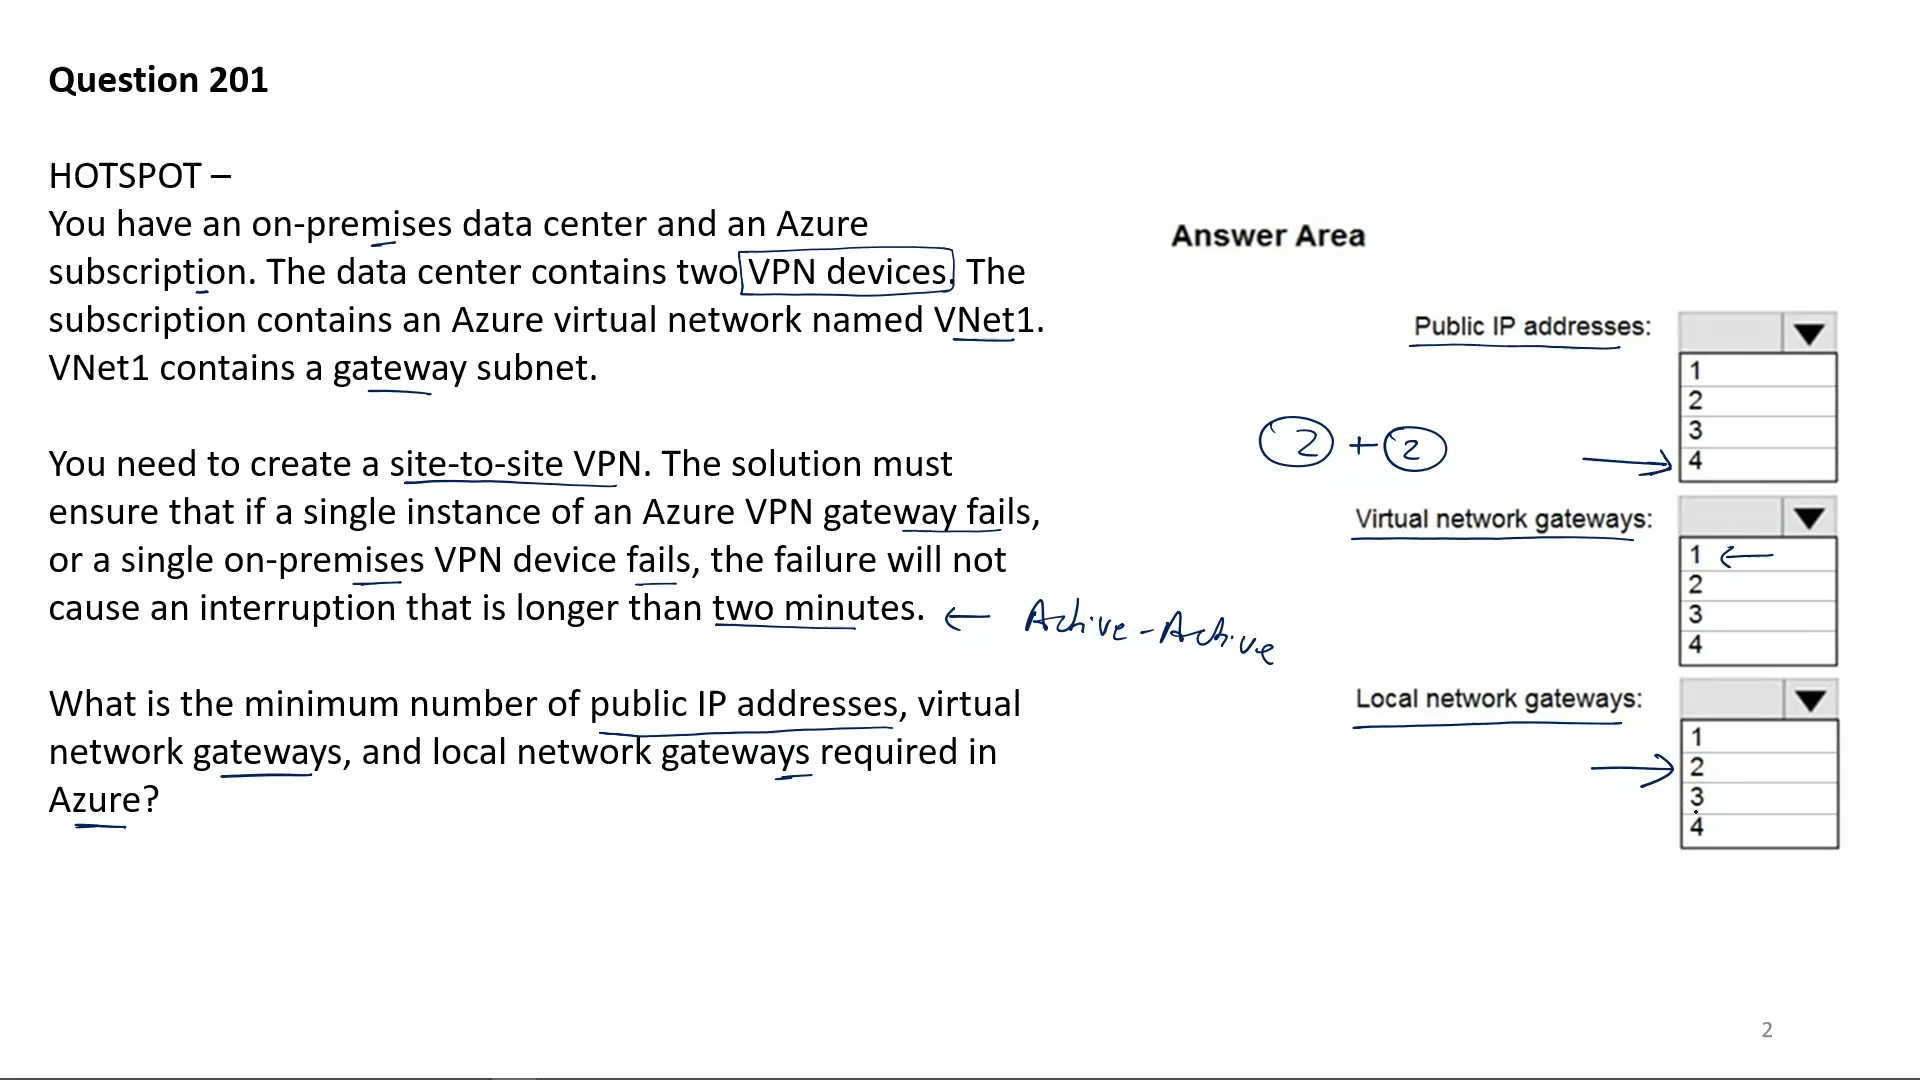 Question 201
HOTSPOT –
You have an on-premises data center and an Azure
subscription. The data center contains two VPN devices. The
subscription contains an Azure virtual network named VNet1.
VNet1 contains a gateway subnet.
You need to create a site-to-site VPN. The solution must
ensure that if a single instance of an Azure VPN gateway fails,
or a single on-premises VPN device fails, the failure will not
cause an interruption that is longer than two minutes.
← Active-Active
What is the minimum number of public IP addresses, virtual
network gateways, and local network gateways required in
Azure?
Answer Area
Public IP addresses:
1
2
3
4
2 + 2
Virtual network gateways:
1
2
3
4
Local network gateways:
1
2
3
4
2